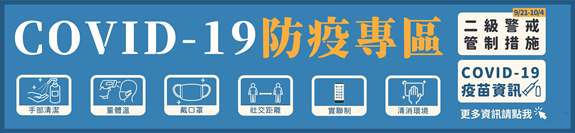 COVID-19防疫專區
手部清潔
量體溫
戴口罩
社交距離
實聯制
清消環境
9/21-10/4
二級警戒
管制措施
COVID-19
疫苗資訊
更多資訊請點我